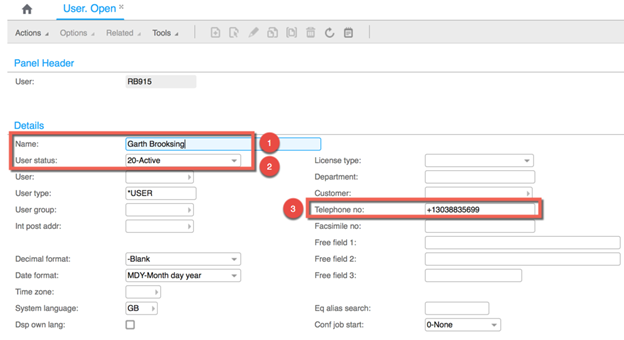 User. Open
Actions Options Related Tools
Panel Header
User: RB915
Details
Name: Garth Brooksing 1
User status: 20-Active 2 License type:
User: Department:
User type: *USER Customer:
User group: 3 Telephone no: +13038835699
Int post addr: Facsimile no:
Free field 1:
Decimal format: -Blank Free field 2:
Date format: MDY-Month day year Free field 3:
Time zone:
System language: GB Eq alias search:
Dsp own lang: Conf job start: 0-None